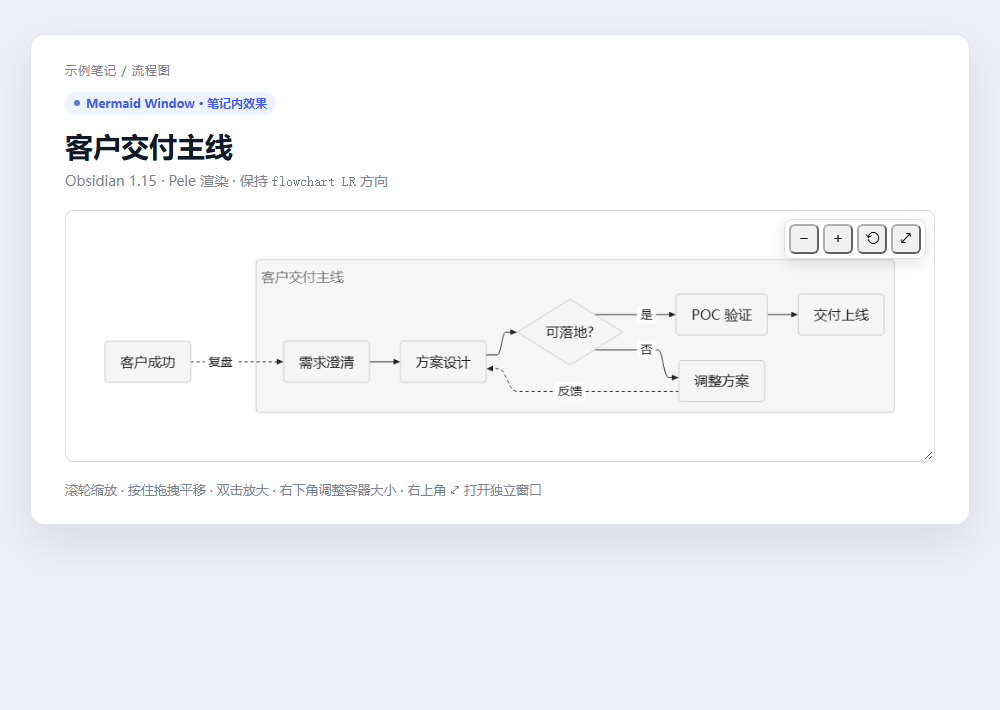 示例笔记 / 流程图
Mermaid Window · 笔记内效果
客户交付主线
Obsidian 1.15 · Pele 渲染 · 保持 flowchart LR 方向
− + ⟲ ⤢
客户交付主线
客户成功
复盘
需求澄清
方案设计
可落地?
是
POC 验证
交付上线
否
调整方案
反馈
滚轮缩放 · 按住拖拽平移 · 双击放大 · 右下角调整容器大小 · 右上角 ⤢ 打开独立窗口